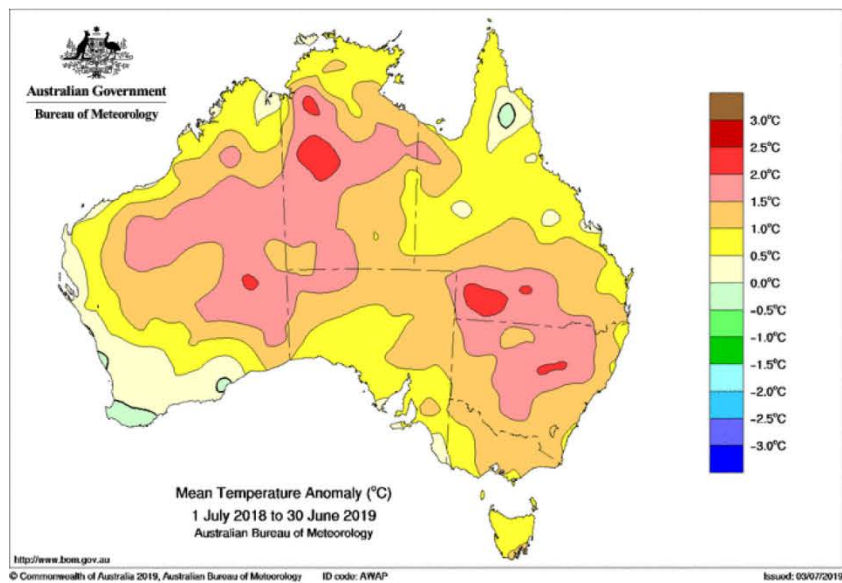 Australian Government
Bureau of Meteorology
3.0°C
2.5°C
2.0°C
1.5°C
1.0°C
0.5°C
0.0°C
-0.5°C
-1.0°C
-1.5°C
-2.0°C
-2.5°C
-3.0°C
Mean Temperature Anomaly (°C)
1 July 2018 to 30 June 2019
Australian Bureau of Meteorology
http://www.bom.gov.au
© Commonwealth of Australia 2019, Australian Bureau of Meteorology ID code: AWAP Issued: 03/07/2019